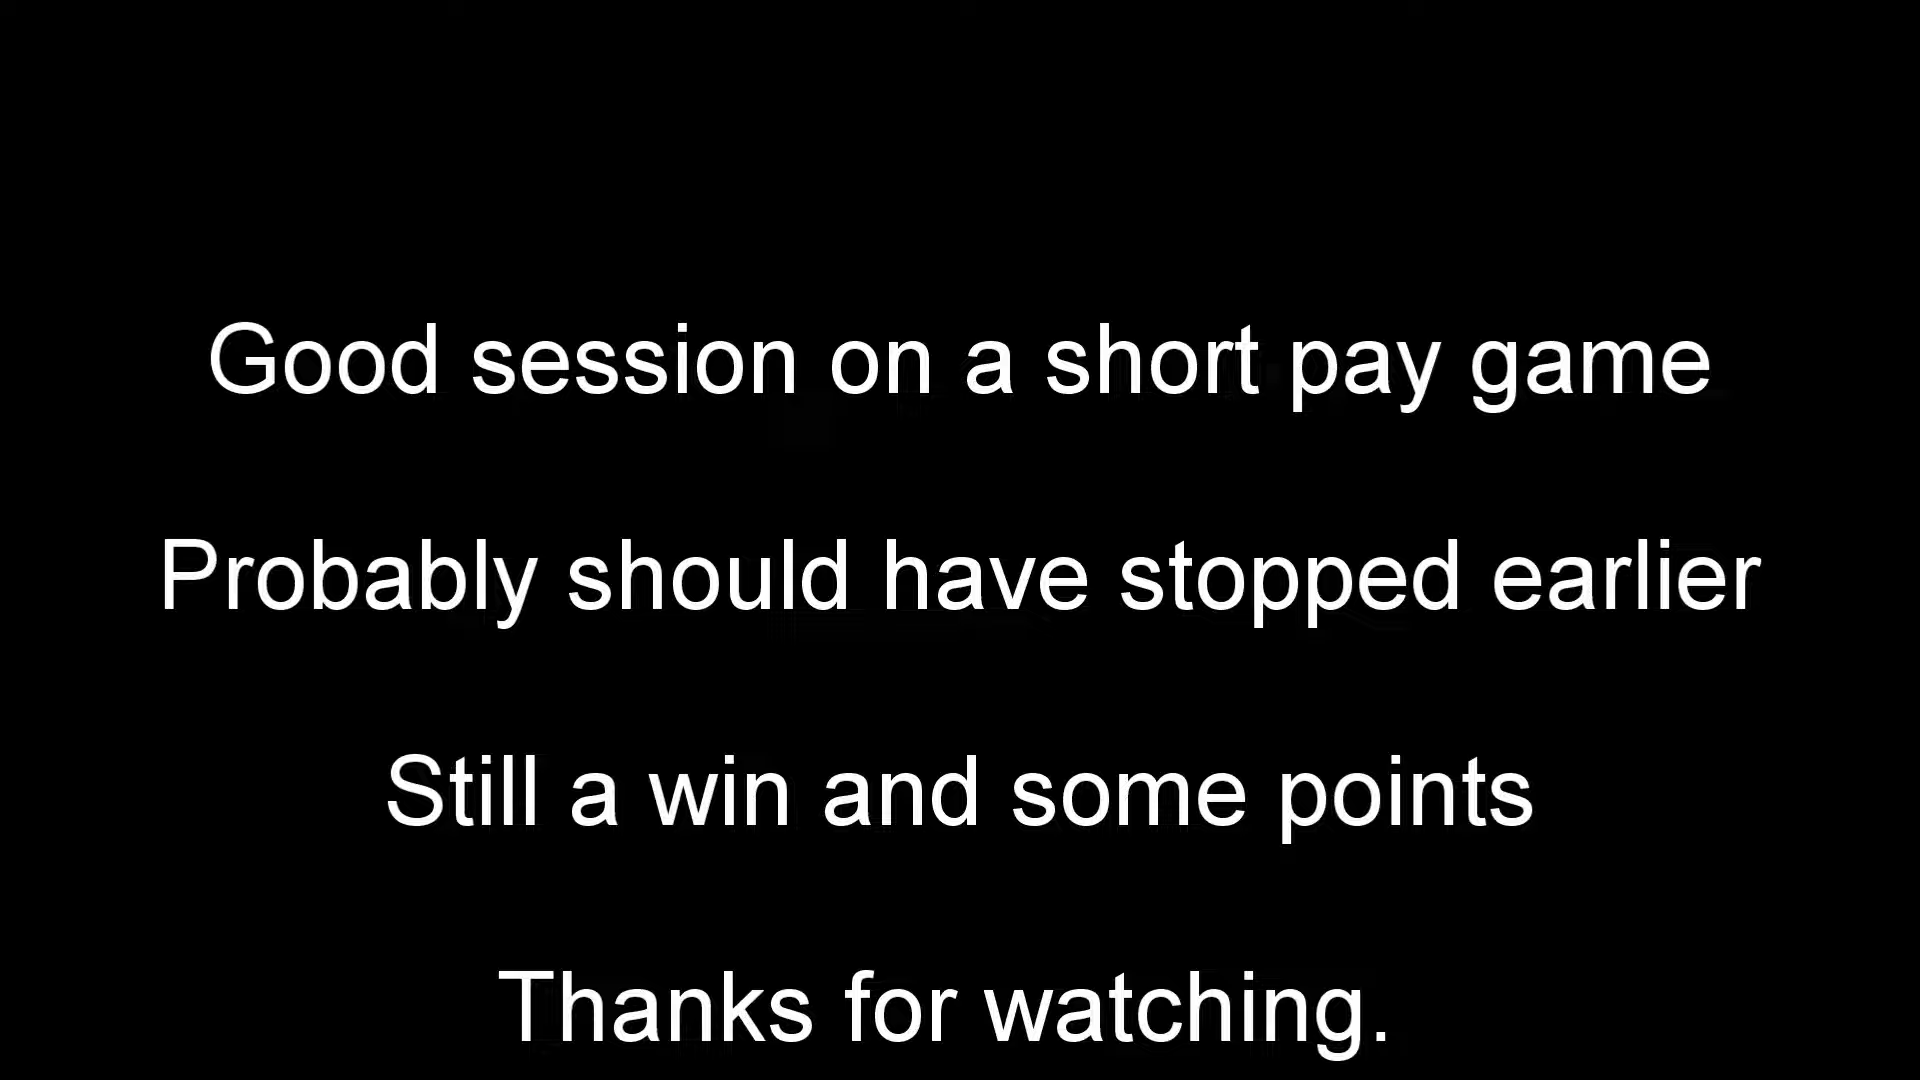 Good session on a short pay game
Probably should have stopped earlier
Still a win and some points
Thanks for watching.